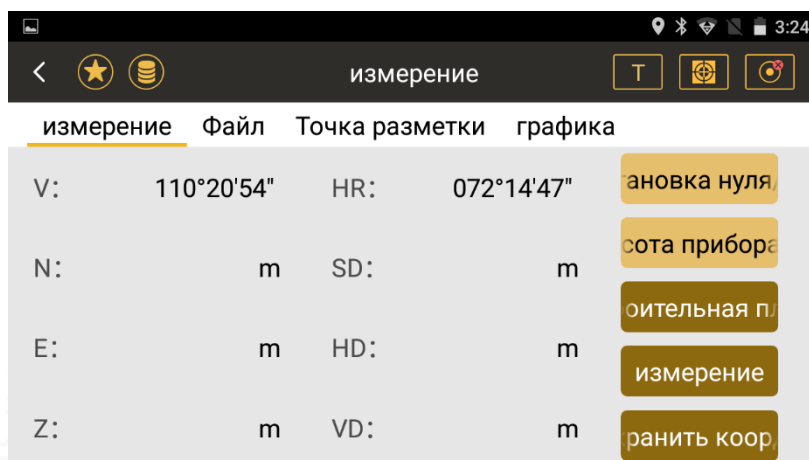 3:24
измерение
T
измерение Файл Точка разметки графика
V: 110°20'54" HR: 072°14'47"
ановка нуля
N: m SD: m
сота прибора
E: m HD: m
оительная п
измерение
Z: m VD: m
ранить коор